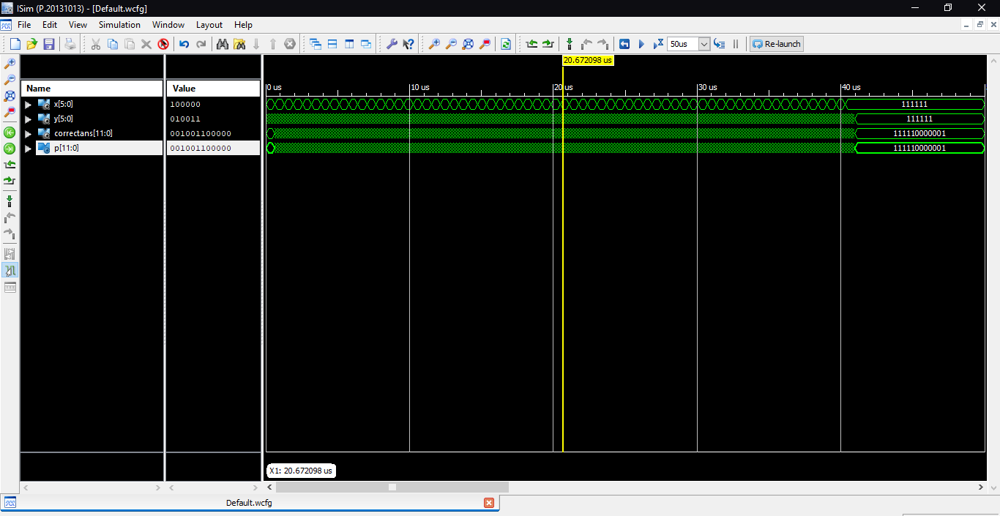 ISim (P.20131013) - [Default.wcfg]
File Edit View Simulation Window Layout Help
50us Re-launch
20.672098 us
Name Value
0 us 10 us 20 us 30 us 40 us
x[5:0] 100000 111111
y[5:0] 010011 111111
correctans[11:0] 001001100000 111110000001
p[11:0] 001001100000 111110000001
X1: 20.672098 us
Default.wcfg